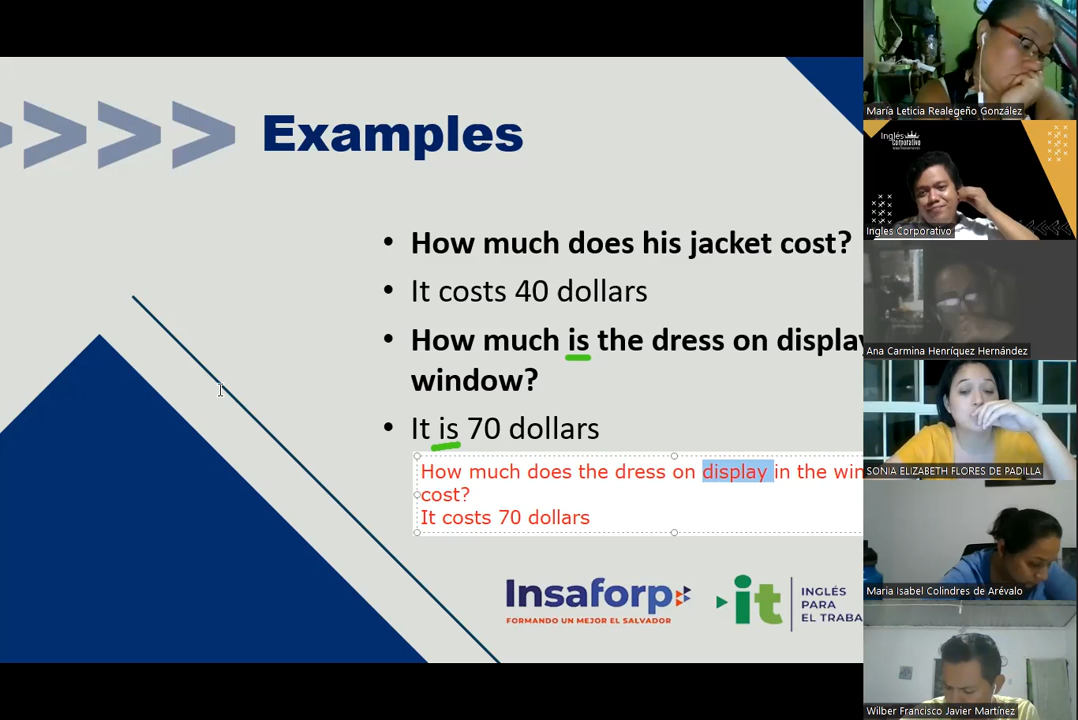 Examples
• How much does his jacket cost?
• It costs 40 dollars
• How much is the dress on display
window?
• It is 70 dollars
How much does the dress on display in the win
cost?
It costs 70 dollars
Insaforp
FORMANDO UN MEJOR EL SALVADOR
it
INGLÉS
PARA
EL TRABA
María Leticia Realegeño González
Inglés
Corporativo
Ingles Corporativo
Ana Carmina Henríquez Hernández
SONIA ELIZABETH FLORES DE PADILLA
Maria Isabel Colindres de Arévalo
Wilber Francisco Javier Martínez